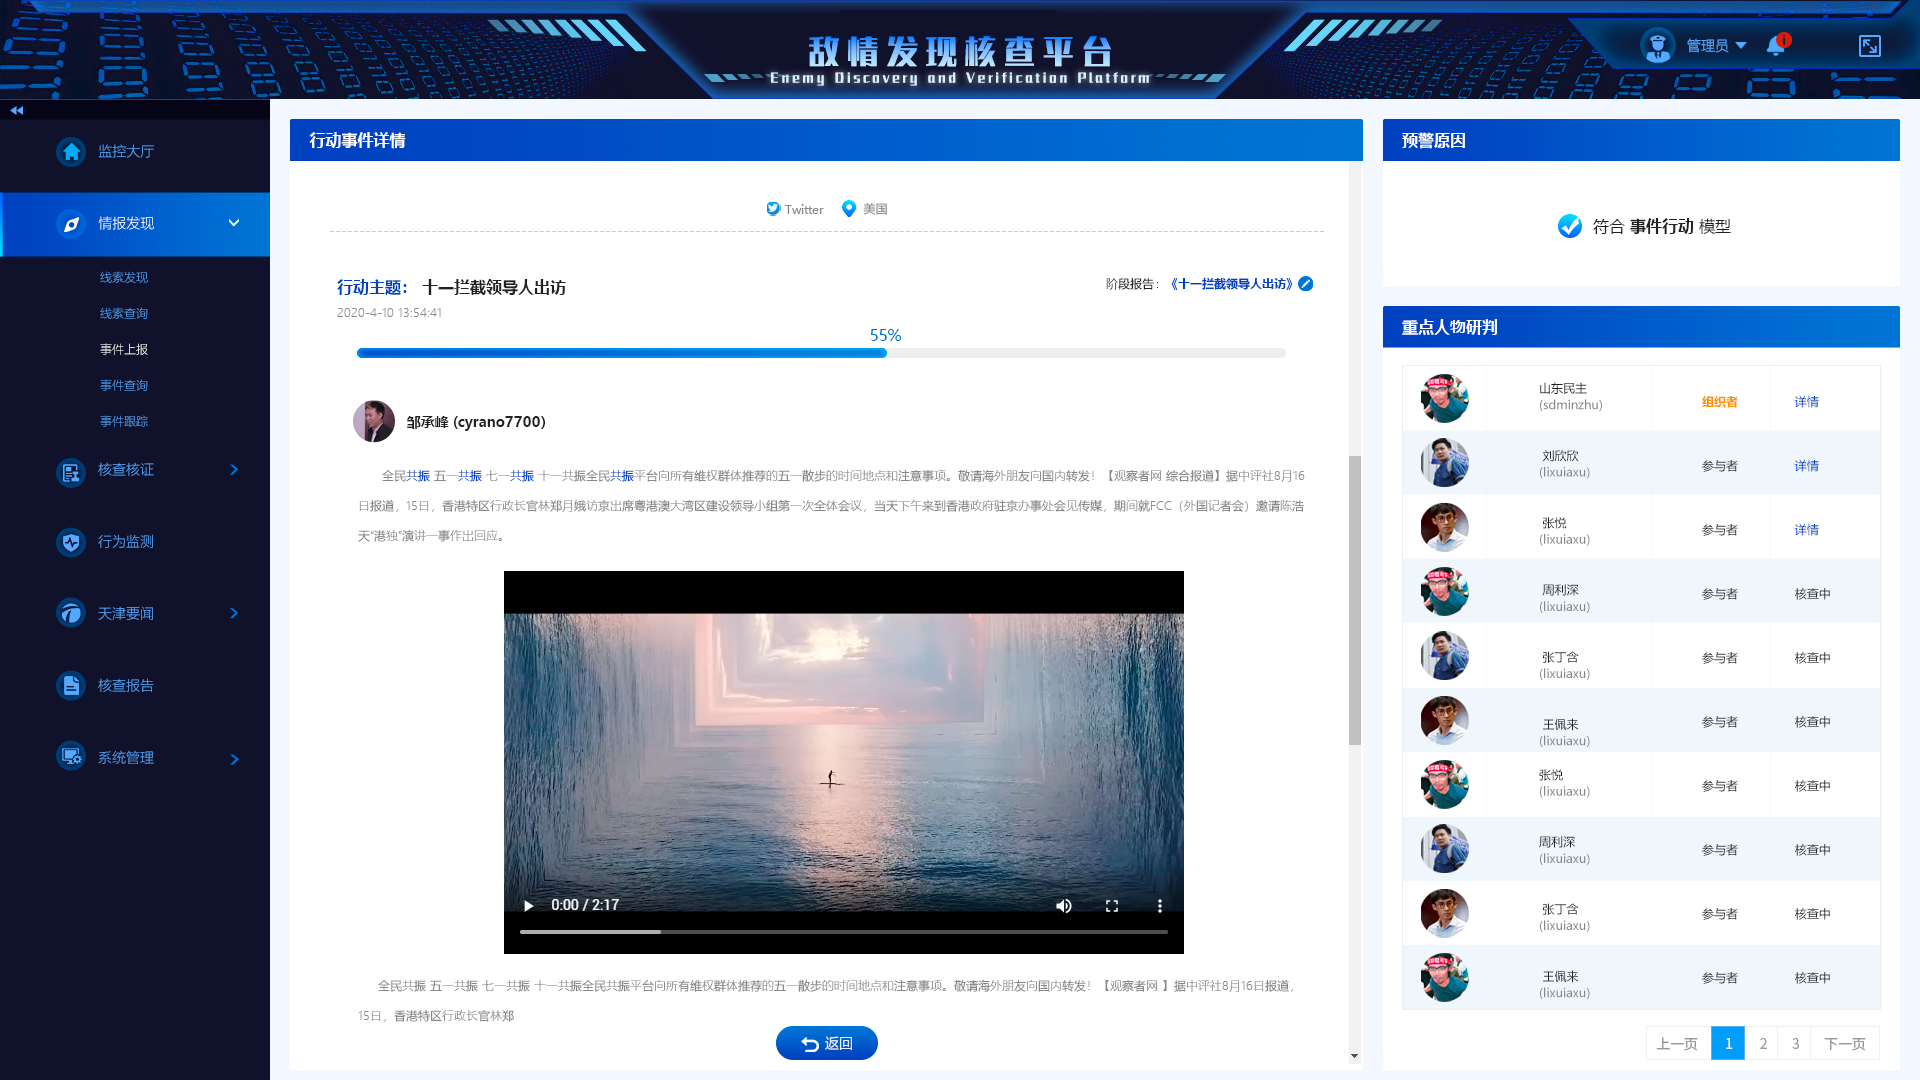 敌情发现核查平台
Enemy Discovery and Verification Platform
管理员
监控大厅
情报发现
线索发现
线索查询
事件上报
事件查询
事件跟踪
核查核证
行为监测
天津要闻
核查报告
系统管理
行动事件详情
Twitter 美国
行动主题： 十一拦截领导人出访
阶段报告：《十一拦截领导人出访》
2020-4-10 13:54:41
55%
邹承峰 (cyrano7700)
全民共振 五一共振 七一共振 十一共振全民共振平台向所有维权群体推荐的五一散步的时间地点和注意事项。敬请海外朋友向国内转发！【观察者网 综合报道】据中评社8月16
日报道，15日，香港特区行政长官林郑月娥访京出席粤港澳大湾区建设领导小组第一次全体会议，当天下午来到香港政府驻京办事处会见传媒，期间就FCC（外国记者会）邀请陈浩
天“港独”演讲一事作出回应。
0:00 / 2:17
全民共振 五一共振 七一共振 十一共振全民共振平台向所有维权群体推荐的五一散步的时间地点和注意事项。敬请海外朋友向国内转发！【观察者网 】据中评社8月16日报道，
15日，香港特区行政长官林郑
返回
预警原因
符合 事件行动 模型
重点人物研判
山东民主
(sdminzhu)
组织者 详情
刘欣欣
(lixuiaxu)
参与者 详情
张悦
(lixuiaxu)
参与者 详情
周利深
(lixuiaxu)
参与者 核查中
张丁含
(lixuiaxu)
参与者 核查中
王佩来
(lixuiaxu)
参与者 核查中
张悦
(lixuiaxu)
参与者 核查中
周利深
(lixuiaxu)
参与者 核查中
张丁含
(lixuiaxu)
参与者 核查中
王佩来
(lixuiaxu)
参与者 核查中
上一页 1 2 3 下一页